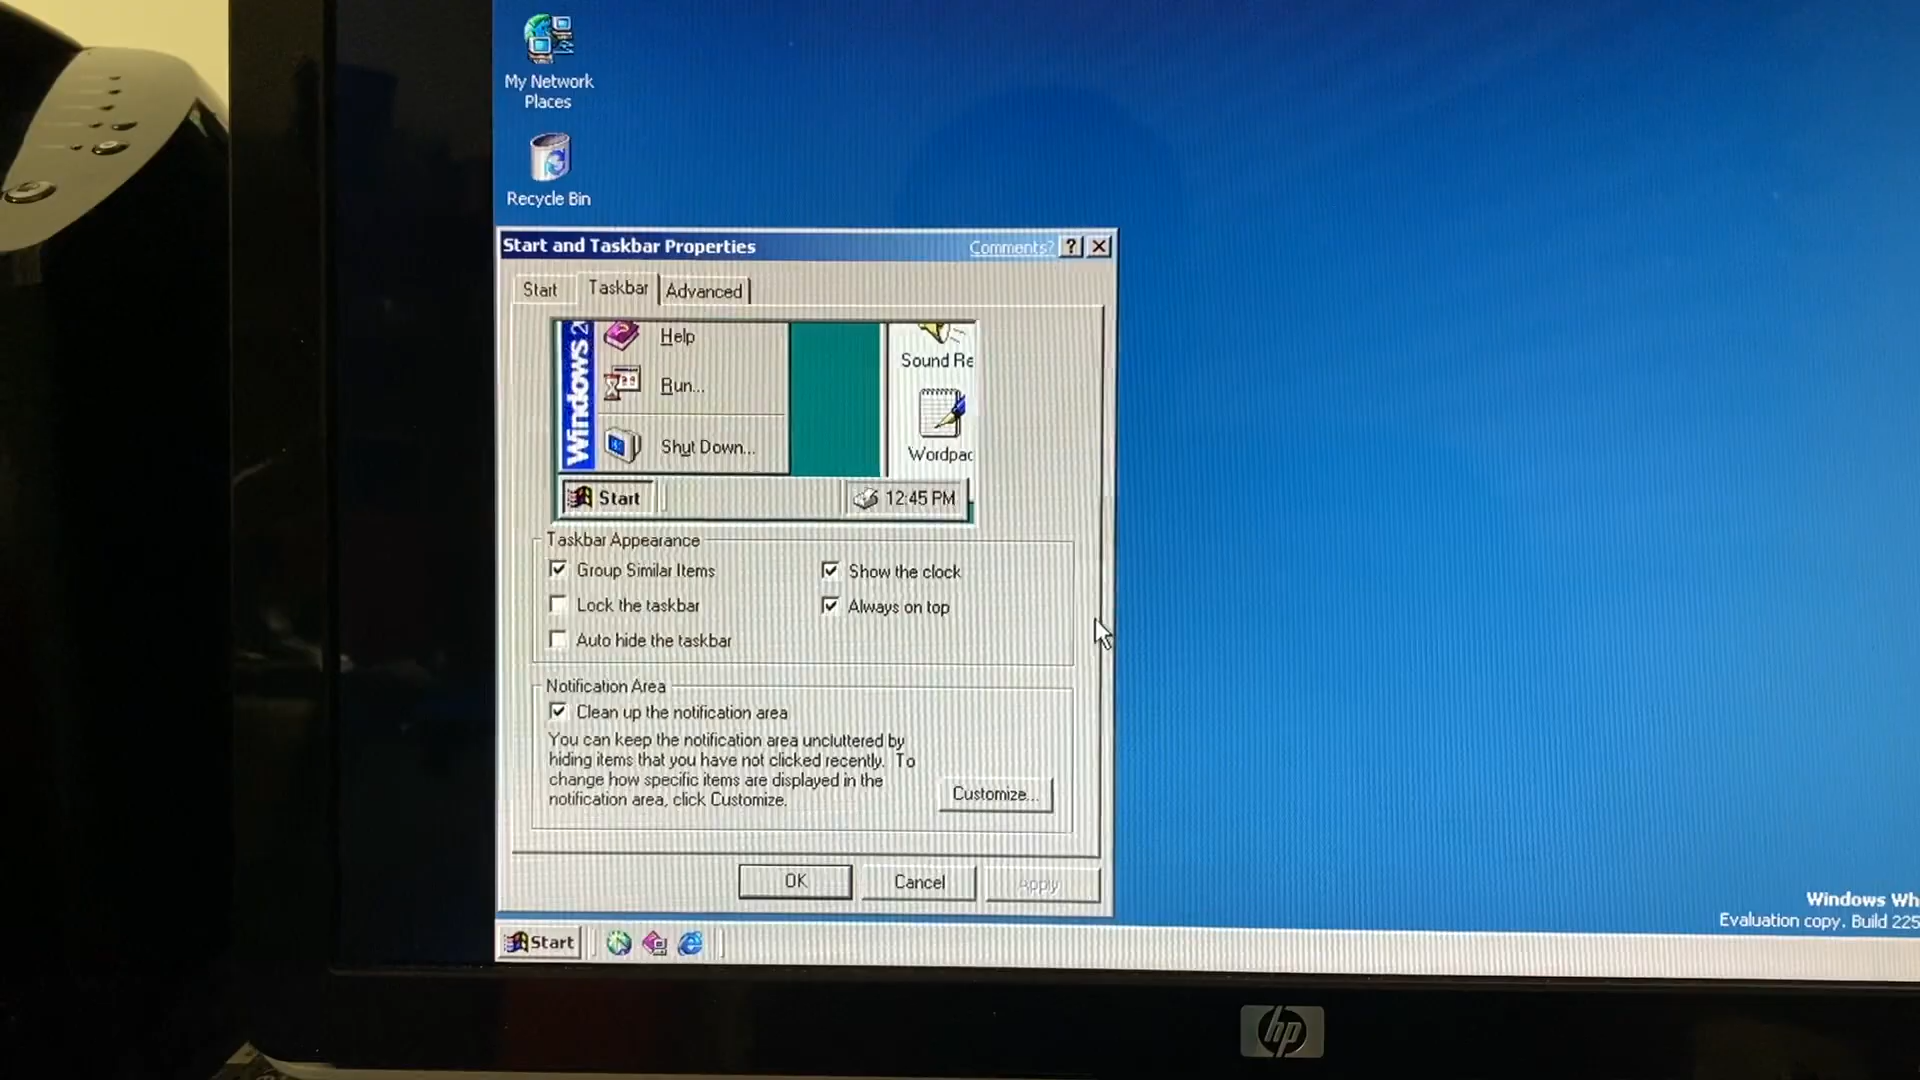 My Network
Places
Recycle Bin
Start and Taskbar Properties
Comments?
Start
Taskbar
Advanced
Windows 2
Help
Run...
Shut Down...
Sound Re
Wordpac
Start
12:45 PM
Taskbar Appearance
Group Similar Items
Show the clock
Lock the taskbar
Always on top
Auto hide the taskbar
Notification Area
Clean up the notification area
You can keep the notification area uncluttered by
hiding items that you have not clicked recently. To
change how specific items are displayed in the
notification area, click Customize.
Customize...
OK
Cancel
Apply
Windows Wh
Evaluation copy. Build 225
Start
hp